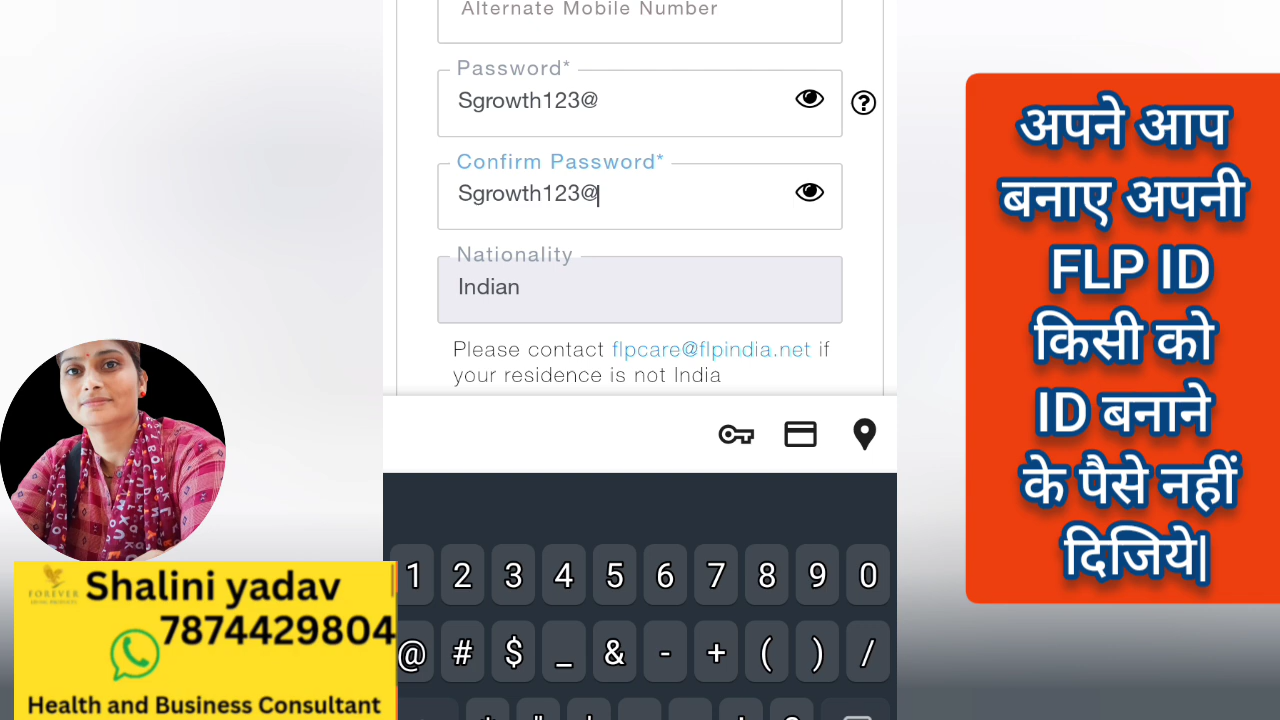 Alternate Mobile Number
Password*
Sgrowth123@
Confirm Password*
Sgrowth123@
Nationality
Indian
Please contact flpcare@flpindia.net if
your residence is not India
1 2 3 4 5 6 7 8 9 0
@ # $ _ & - + ( ) /
FOREVER
Shalini yadav
7874429804
Health and Business Consultant
अपने आप
बनाए अपनी
FLP ID
किसी को
ID बनाने
के पैसे नहीं
दिजिये|